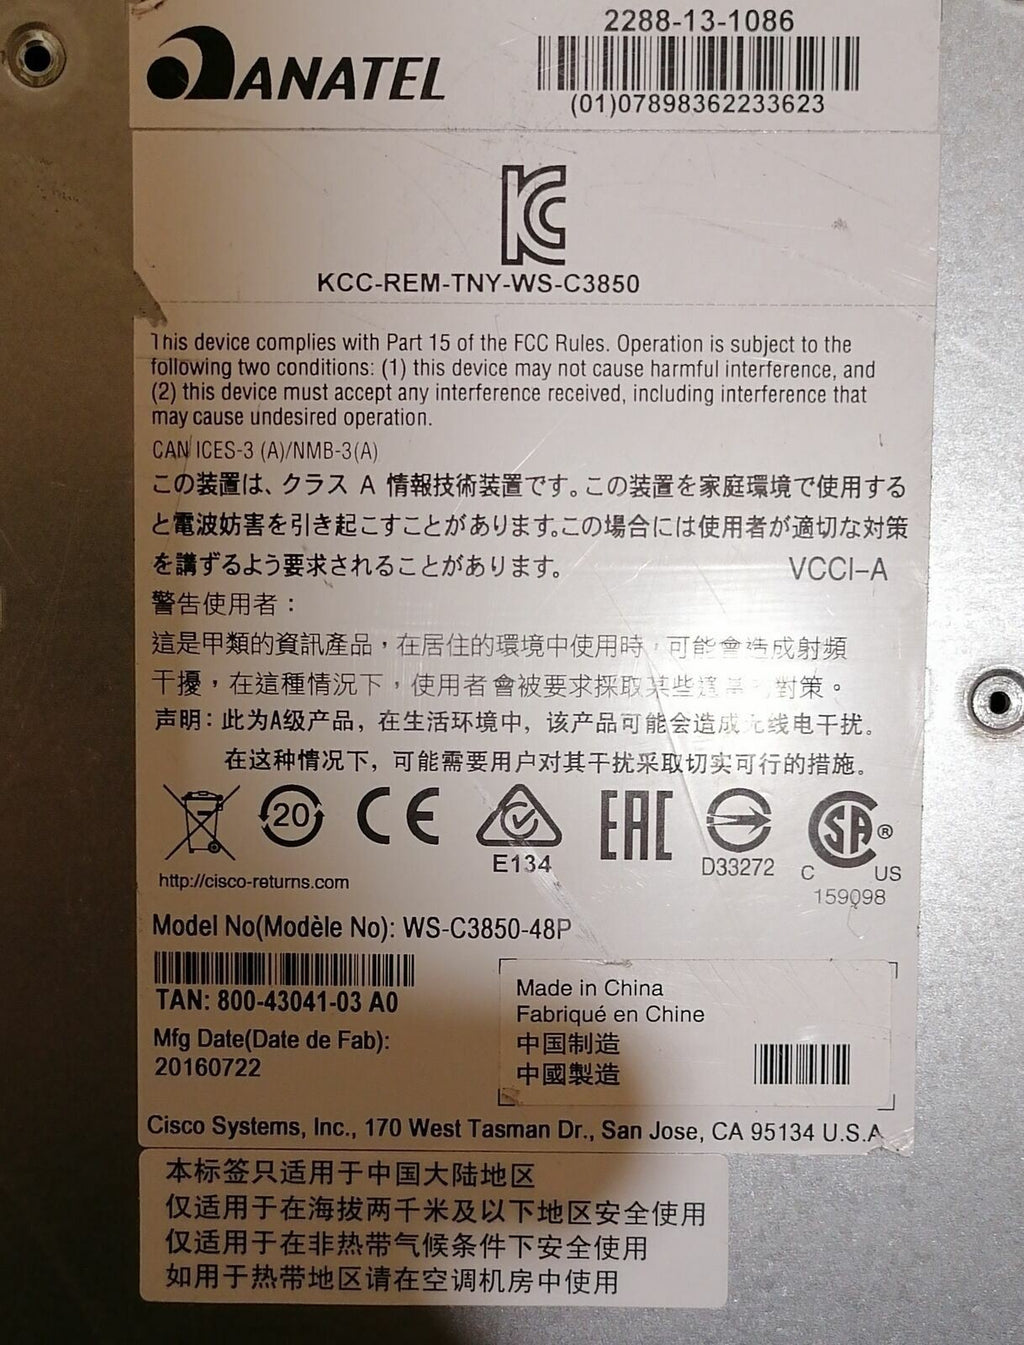 ANATEL
2288-13-1086
(01)07898362233623
KCC-REM-TNY-WS-C3850
This device complies with Part 15 of the FCC Rules. Operation is subject to the
following two conditions: (1) this device may not cause harmful interference, and
(2) this device must accept any interference received, including interference that
may cause undesired operation.
CAN ICES-3 (A)/NMB-3(A)
この装置は、クラス A 情報技術装置です。この装置を家庭環境で使用する
と電波妨害を引き起こすことがあります。この場合には使用者が適切な対策
を講ずるよう要求されることがあります。 VCCI-A
警告使用者：
這是甲類的資訊產品，在居住的環境中使用時，可能會造成射頻
干擾，在這種情況下，使用者會被要求採取某些對策。
声明：此为A级产品，在生活环境中，该产品可能会造成无线电干扰。
在这种情况下，可能需要用户对其干扰采取切实可行的措施。
20
CE
E134
EAC
D33272
SA® C US
159098
http://cisco-returns.com
Model No(Modèle No): WS-C3850-48P
TAN: 800-43041-03 A0
Mfg Date(Date de Fab):
20160722
Made in China
Fabriqué en Chine
中国制造
中國製造
Cisco Systems, Inc., 170 West Tasman Dr., San Jose, CA 95134 U.S.A
本标签只适用于中国大陆地区
仅适用于在海拔两千米及以下地区安全使用
仅适用于在非热带气候条件下安全使用
如用于热带地区请在空调机房中使用